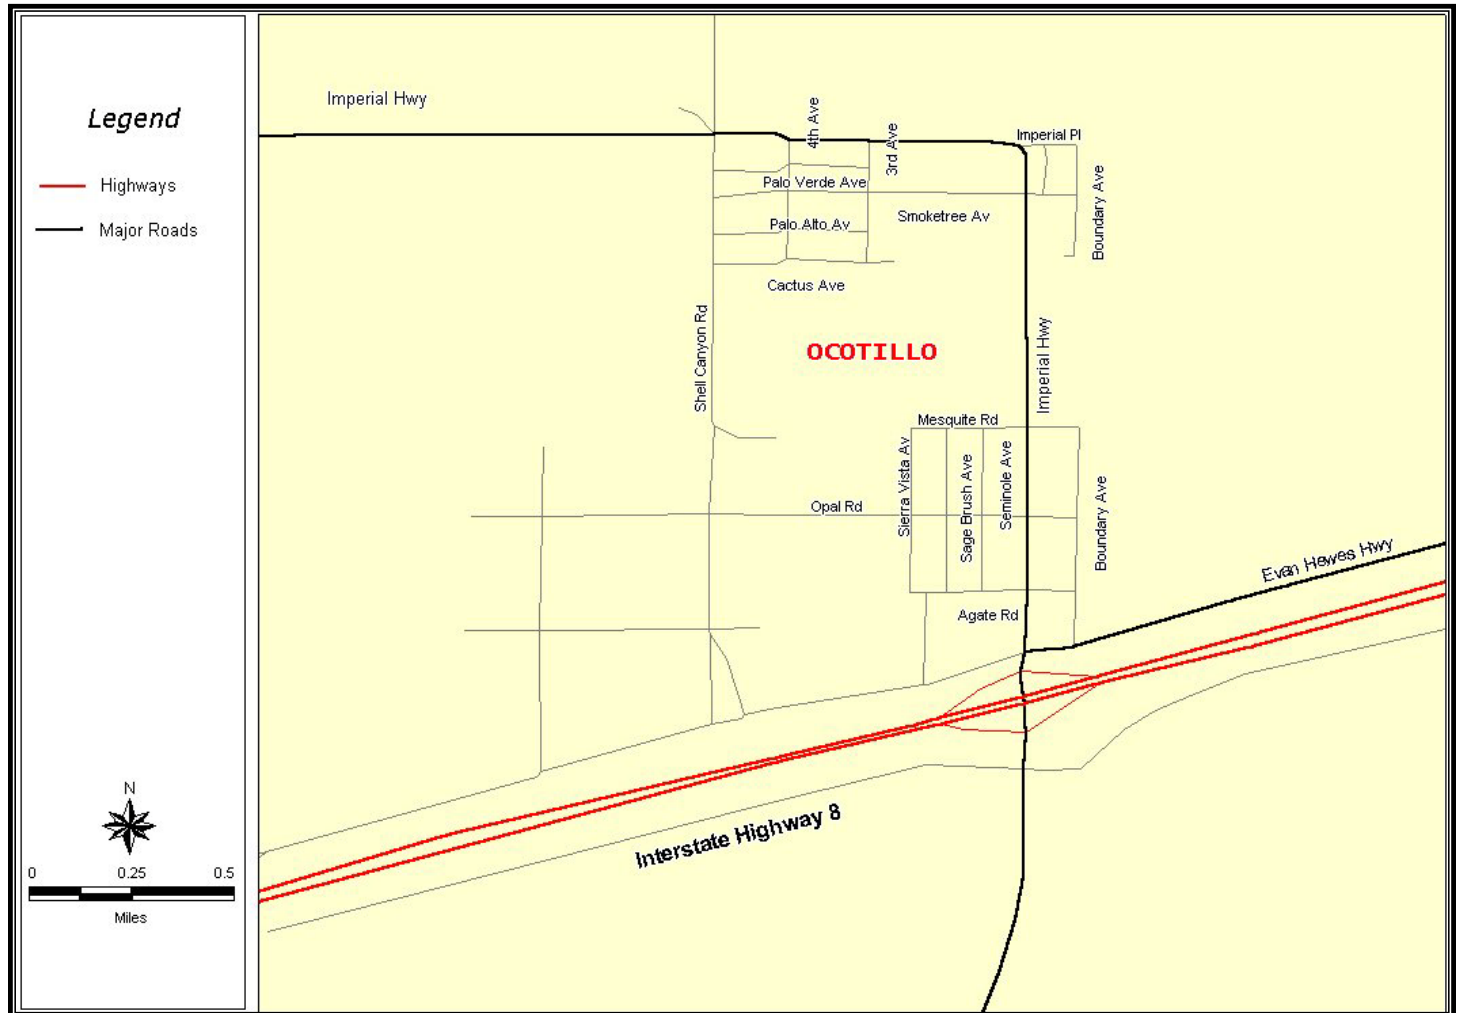 Legend
Highways
Major Roads
N
0 0.25 0.5
Miles
Imperial Hwy
4th Ave
3rd Ave
Imperial Pl
Palo Verde Ave
Boundary Ave
Smoketree Av
Palo Alto Av
Cactus Ave
Shell Canyon Rd
OCOTILLO
Imperial Hwy
Mesquite Rd
Sierra Vista Av
Sage Brush Ave
Seminole Ave
Opal Rd
Boundary Ave
Evan Hewes Hwy
Agate Rd
Interstate Highway 8